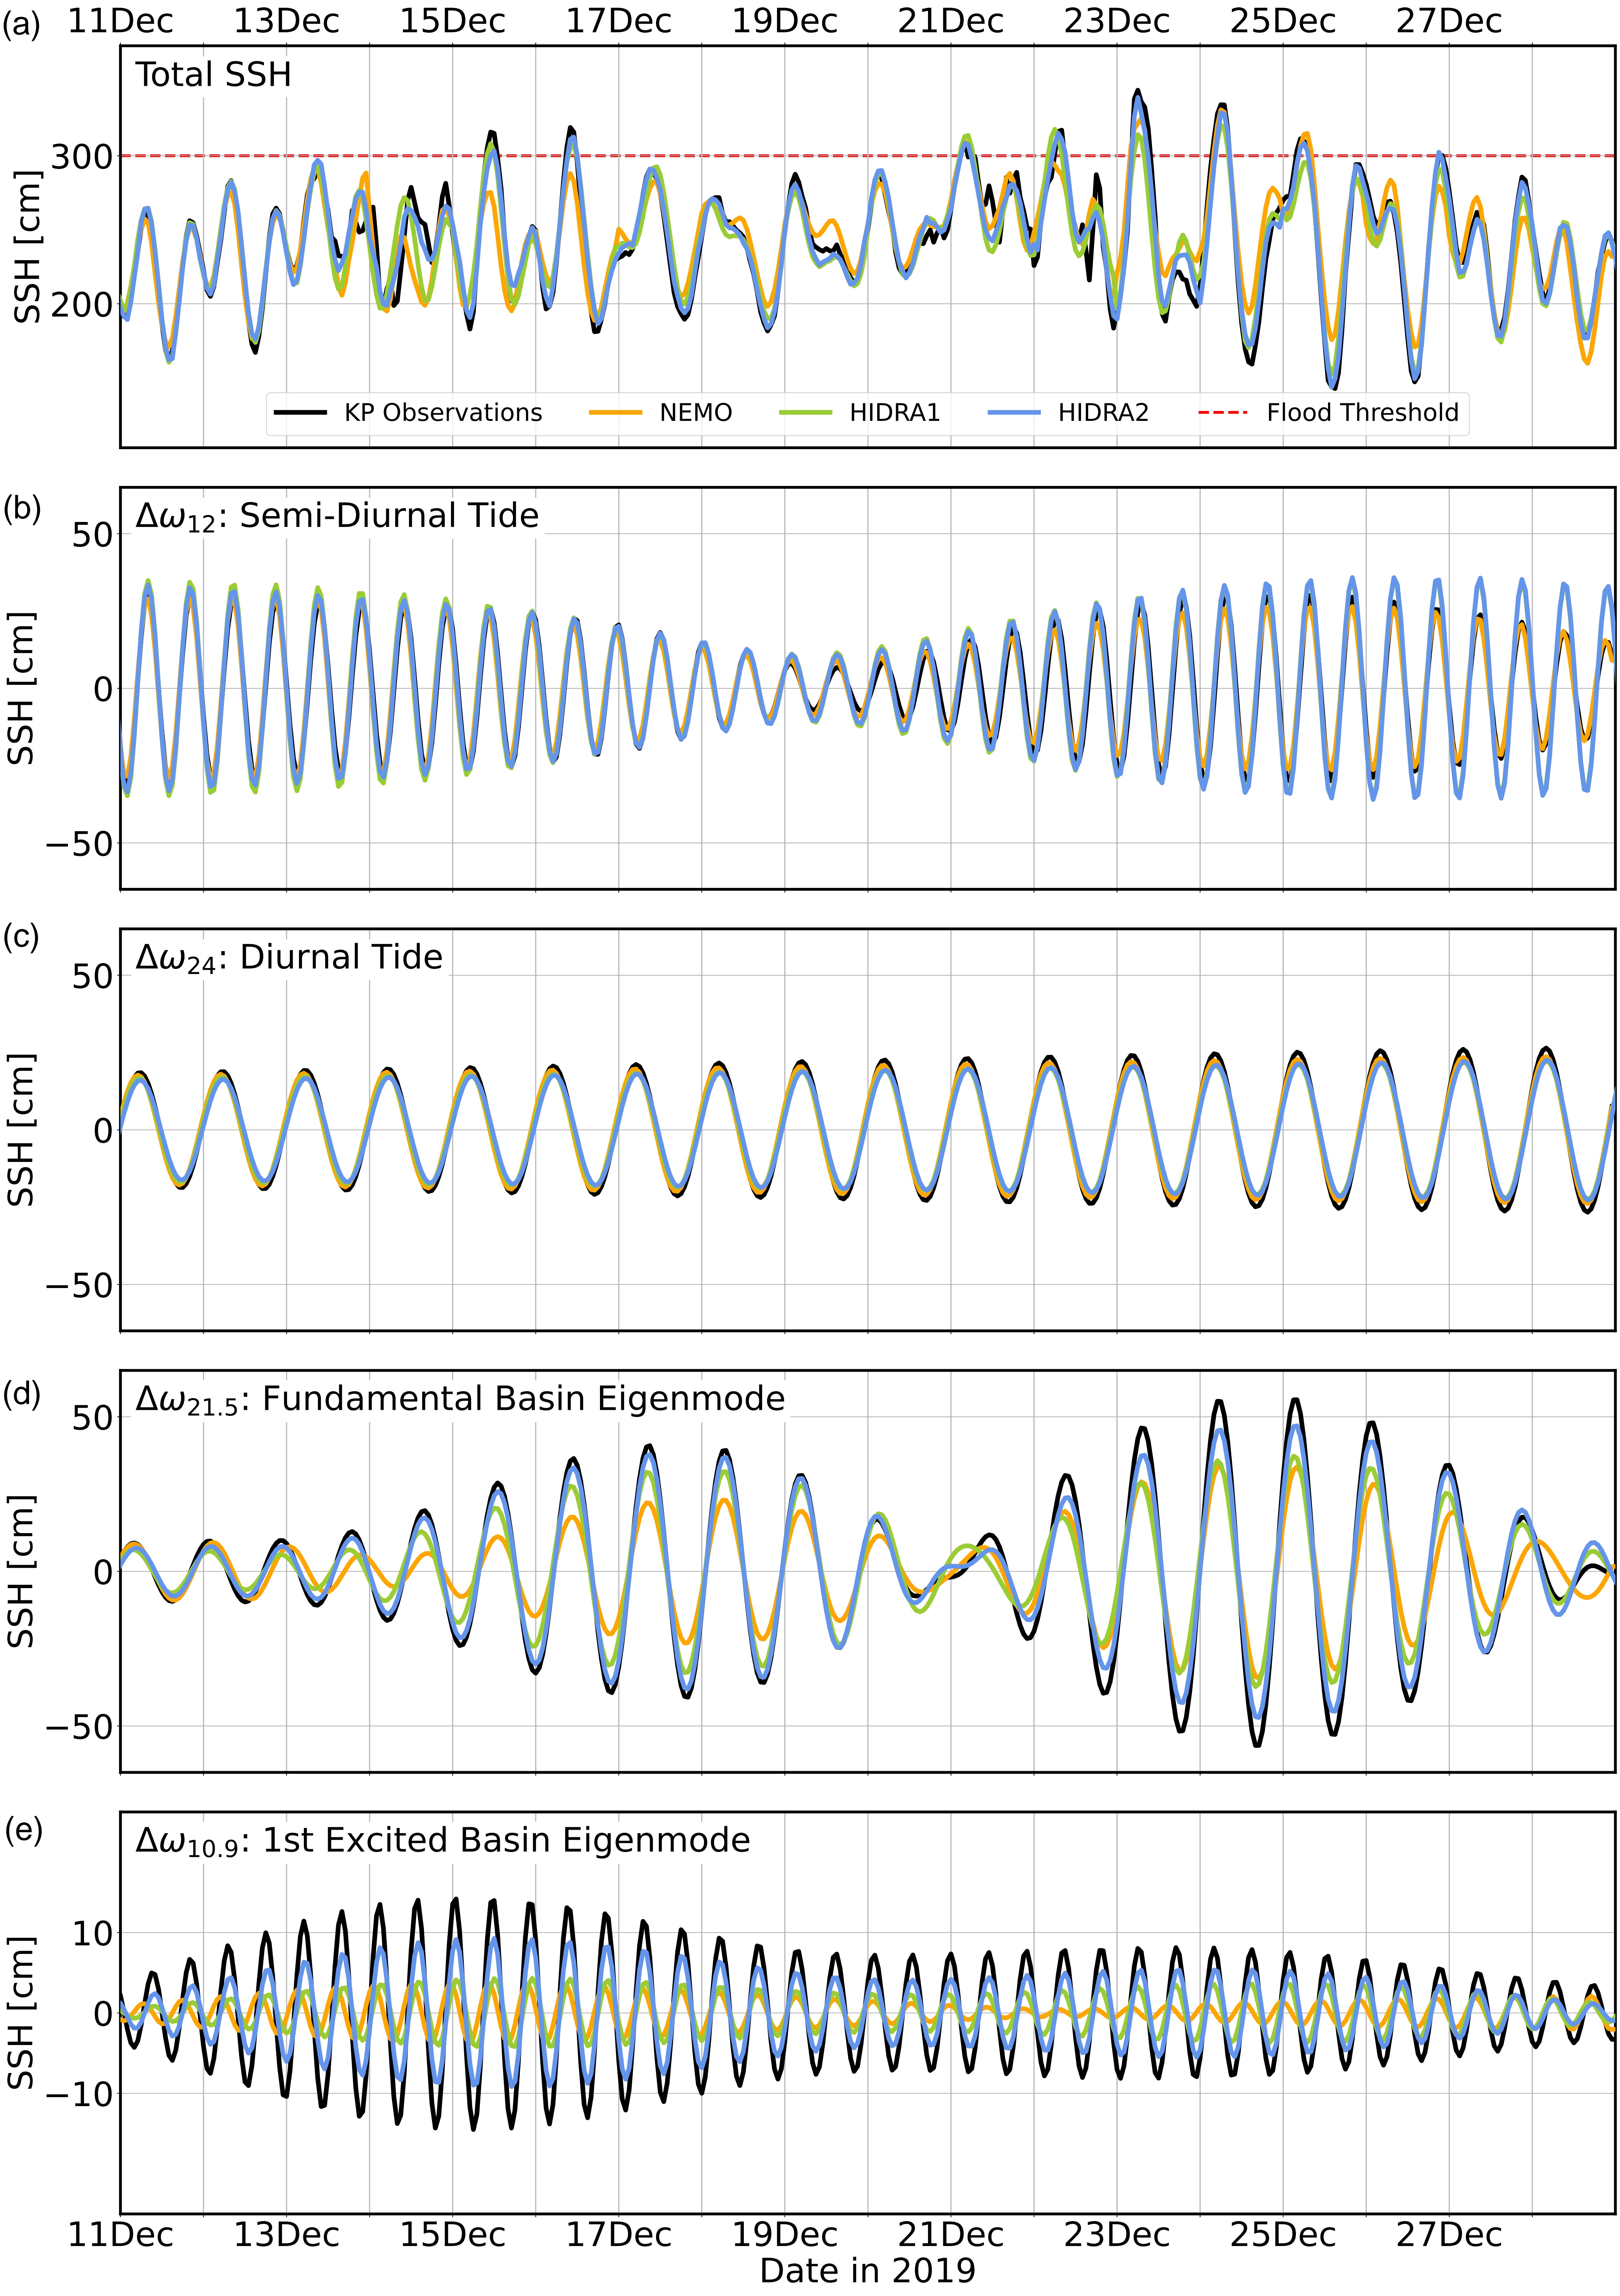 (a) 11Dec 13Dec 15Dec 17Dec 19Dec 21Dec 23Dec 25Dec 27Dec
Total SSH
300
SSH [cm]
200
KP Observations NEMO HIDRA1 HIDRA2 Flood Threshold
(b)
Δω₁₂: Semi-Diurnal Tide
50
SSH [cm]
0
−50
(c)
Δω₂₄: Diurnal Tide
50
SSH [cm]
0
−50
(d)
Δω₂₁.₅: Fundamental Basin Eigenmode
50
SSH [cm]
0
−50
(e)
Δω₁₀.₉: 1st Excited Basin Eigenmode
10
SSH [cm]
0
−10
11Dec 13Dec 15Dec 17Dec 19Dec 21Dec 23Dec 25Dec 27Dec
Date in 2019